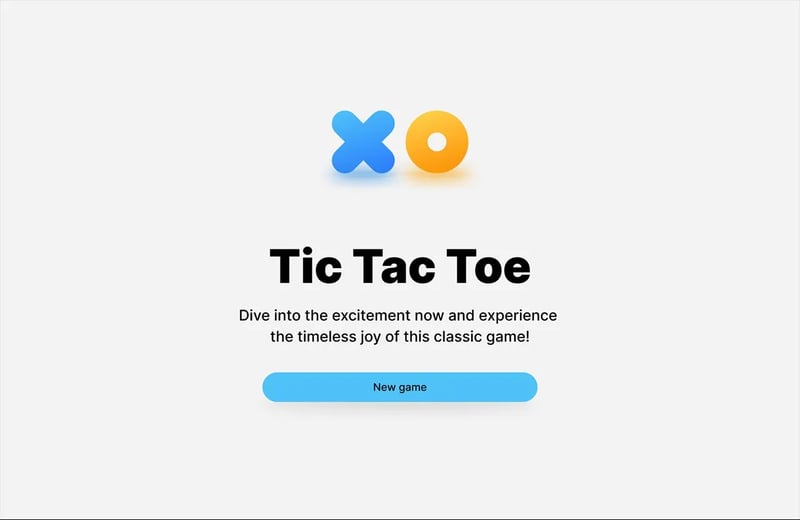 XO
Tic Tac Toe
Dive into the excitement now and experience
the timeless joy of this classic game!
New game